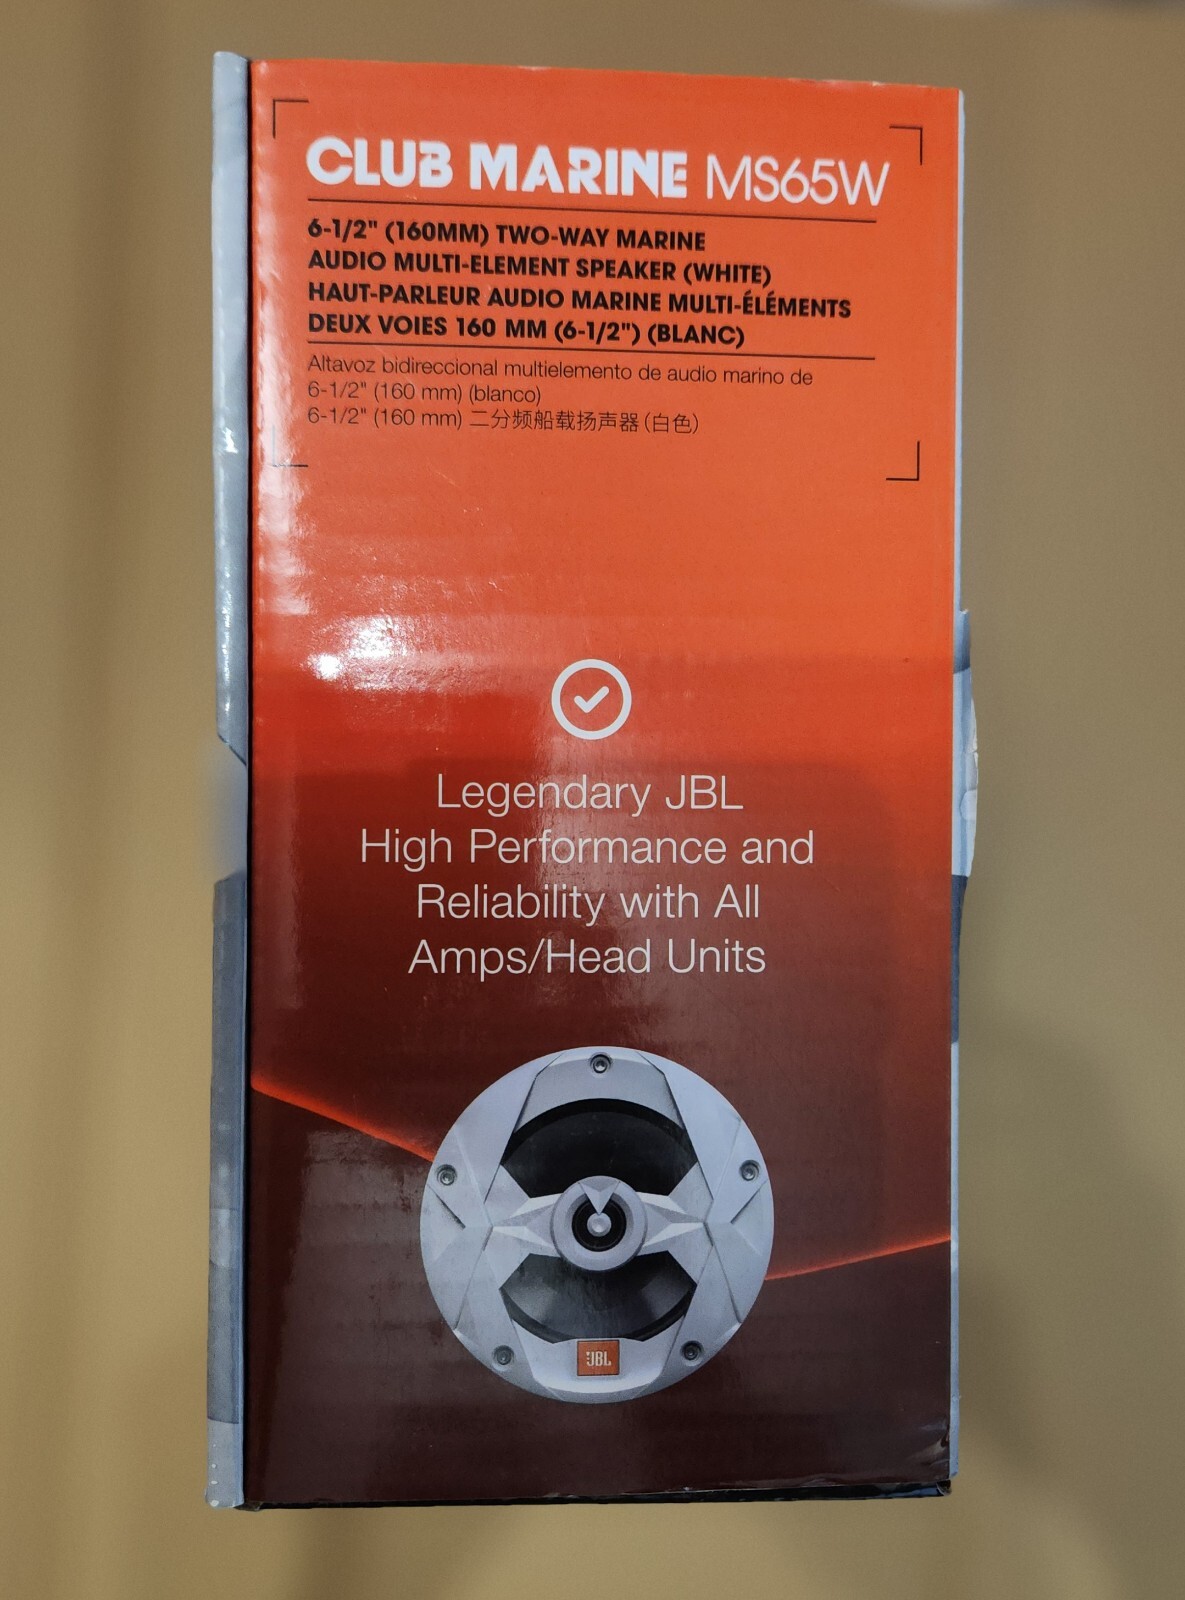 CLUB MARINE MS65W
6-1/2" (160MM) TWO-WAY MARINE
AUDIO MULTI-ELEMENT SPEAKER (WHITE)
HAUT-PARLEUR AUDIO MARINE MULTI-ÉLÉMENTS
DEUX VOIES 160 MM (6-1/2") (BLANC)
Altavoz bidireccional multielemento de audio marino de
6-1/2" (160 mm) (blanco)
6-1/2" (160 mm) 二分频船载扬声器(白色)
Legendary JBL
High Performance and
Reliability with All
Amps/Head Units
JBL